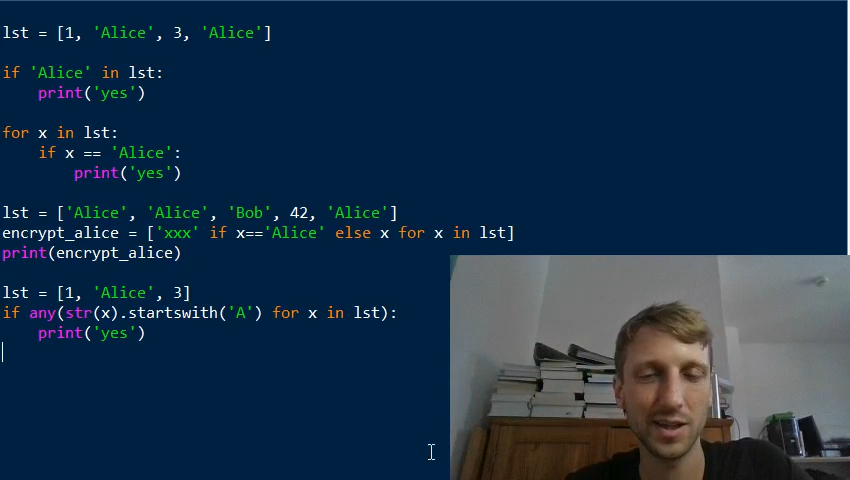 lst = [1, 'Alice', 3, 'Alice']
if 'Alice' in lst:
    print('yes')
for x in lst:
    if x == 'Alice':
        print('yes')
lst = ['Alice', 'Alice', 'Bob', 42, 'Alice']
encrypt_alice = ['xxx' if x=='Alice' else x for x in lst]
print(encrypt_alice)
lst = [1, 'Alice', 3]
if any(str(x).startswith('A') for x in lst):
    print('yes')